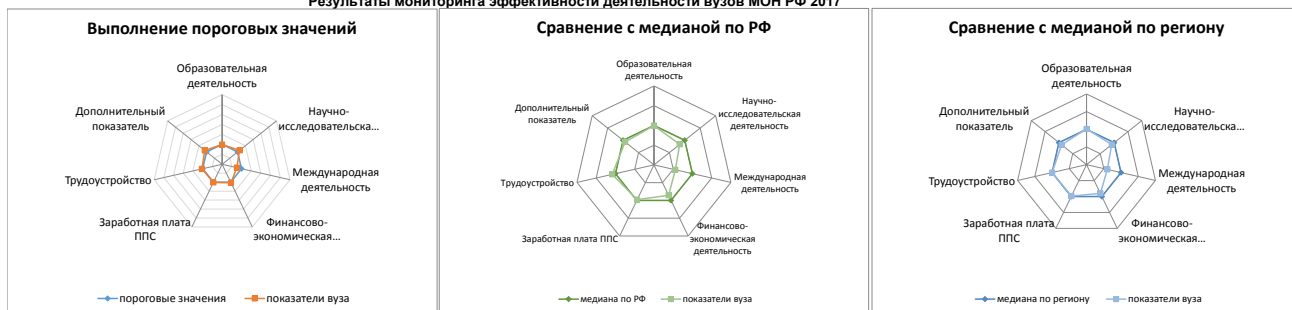 Результаты мониторинга эффективности деятельности вузов МОН РФ 2017
Выполнение пороговых значений
Образовательная
деятельность
Научно-
исследовательска...
Международная
деятельность
Финансово-
экономическая...
Заработная плата
ППС
Трудоустройство
Дополнительный
показатель
пороговые значения
показатели вуза
Сравнение с медианой по РФ
Образовательная
деятельность
Научно-
исследовательская
деятельность
Международная
деятельность
Финансово-
экономическая
деятельность
Заработная плата ППС
Трудоустройство
Дополнительный
показатель
медиана по РФ
показатели вуза
Сравнение с медианой по региону
Образовательная
деятельность
Научно-
исследовательска...
Международная
деятельность
Финансово-
экономическая...
Заработная плата
ППС
Трудоустройство
Дополнительный
показатель
медиана по региону
показатели вуза